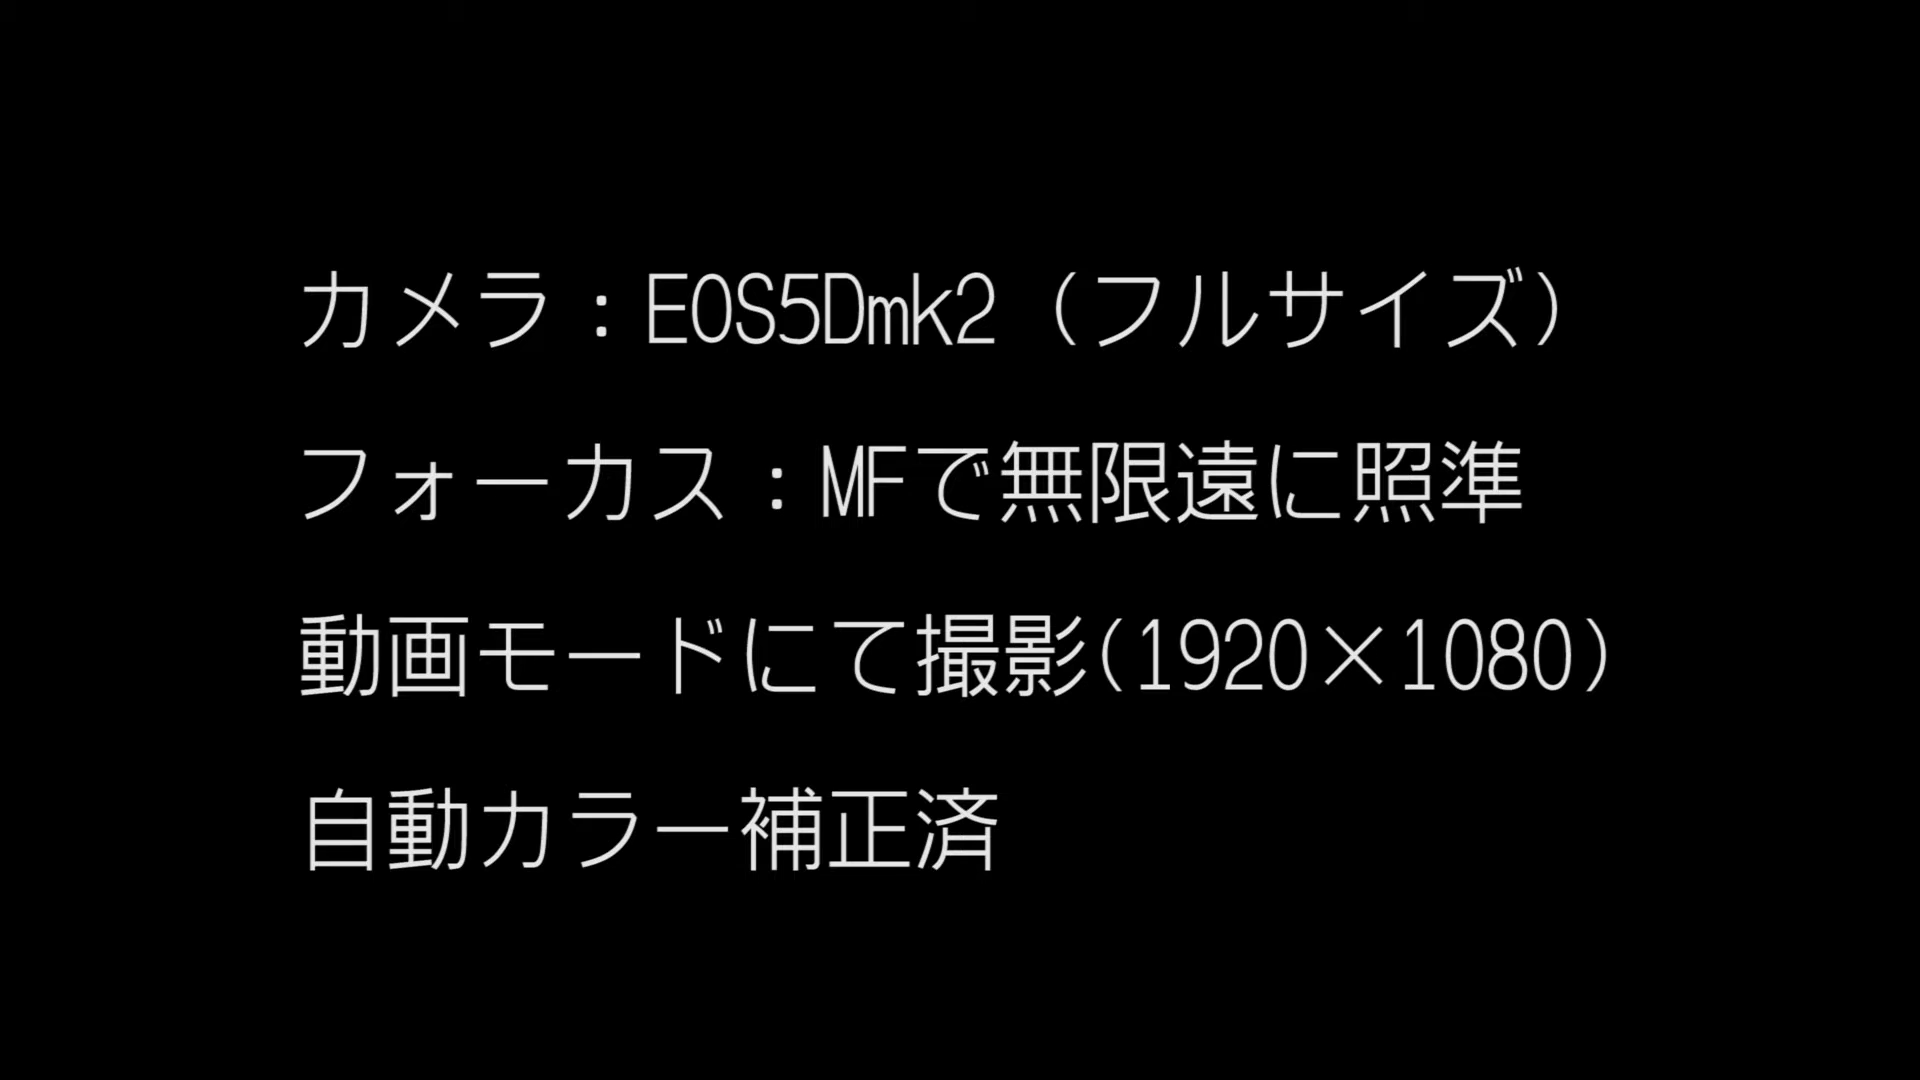 カメラ：EOS5Dmk2（フルサイズ）
フォーカス：MFで無限遠に照準
動画モードにて撮影(1920×1080)
自動カラー補正済